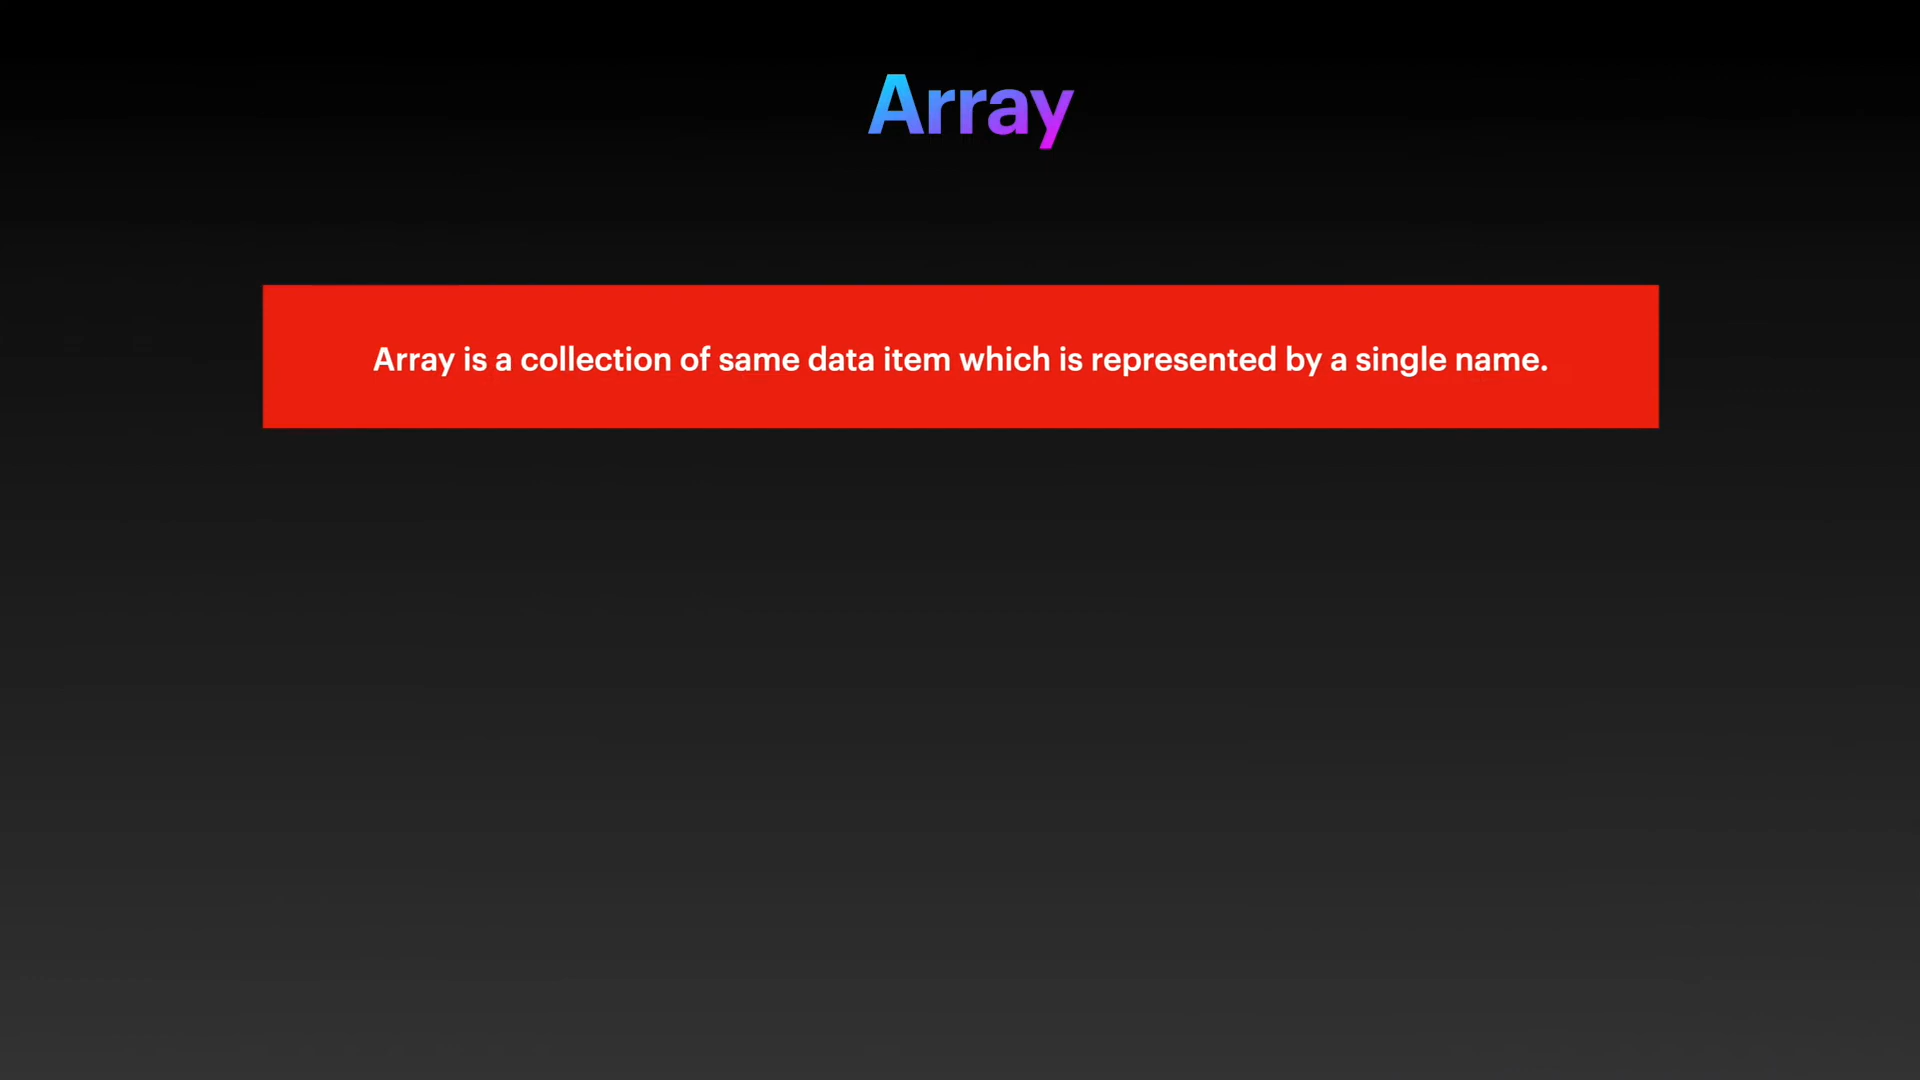 Array
Array is a collection of same data item which is represented by a single name.